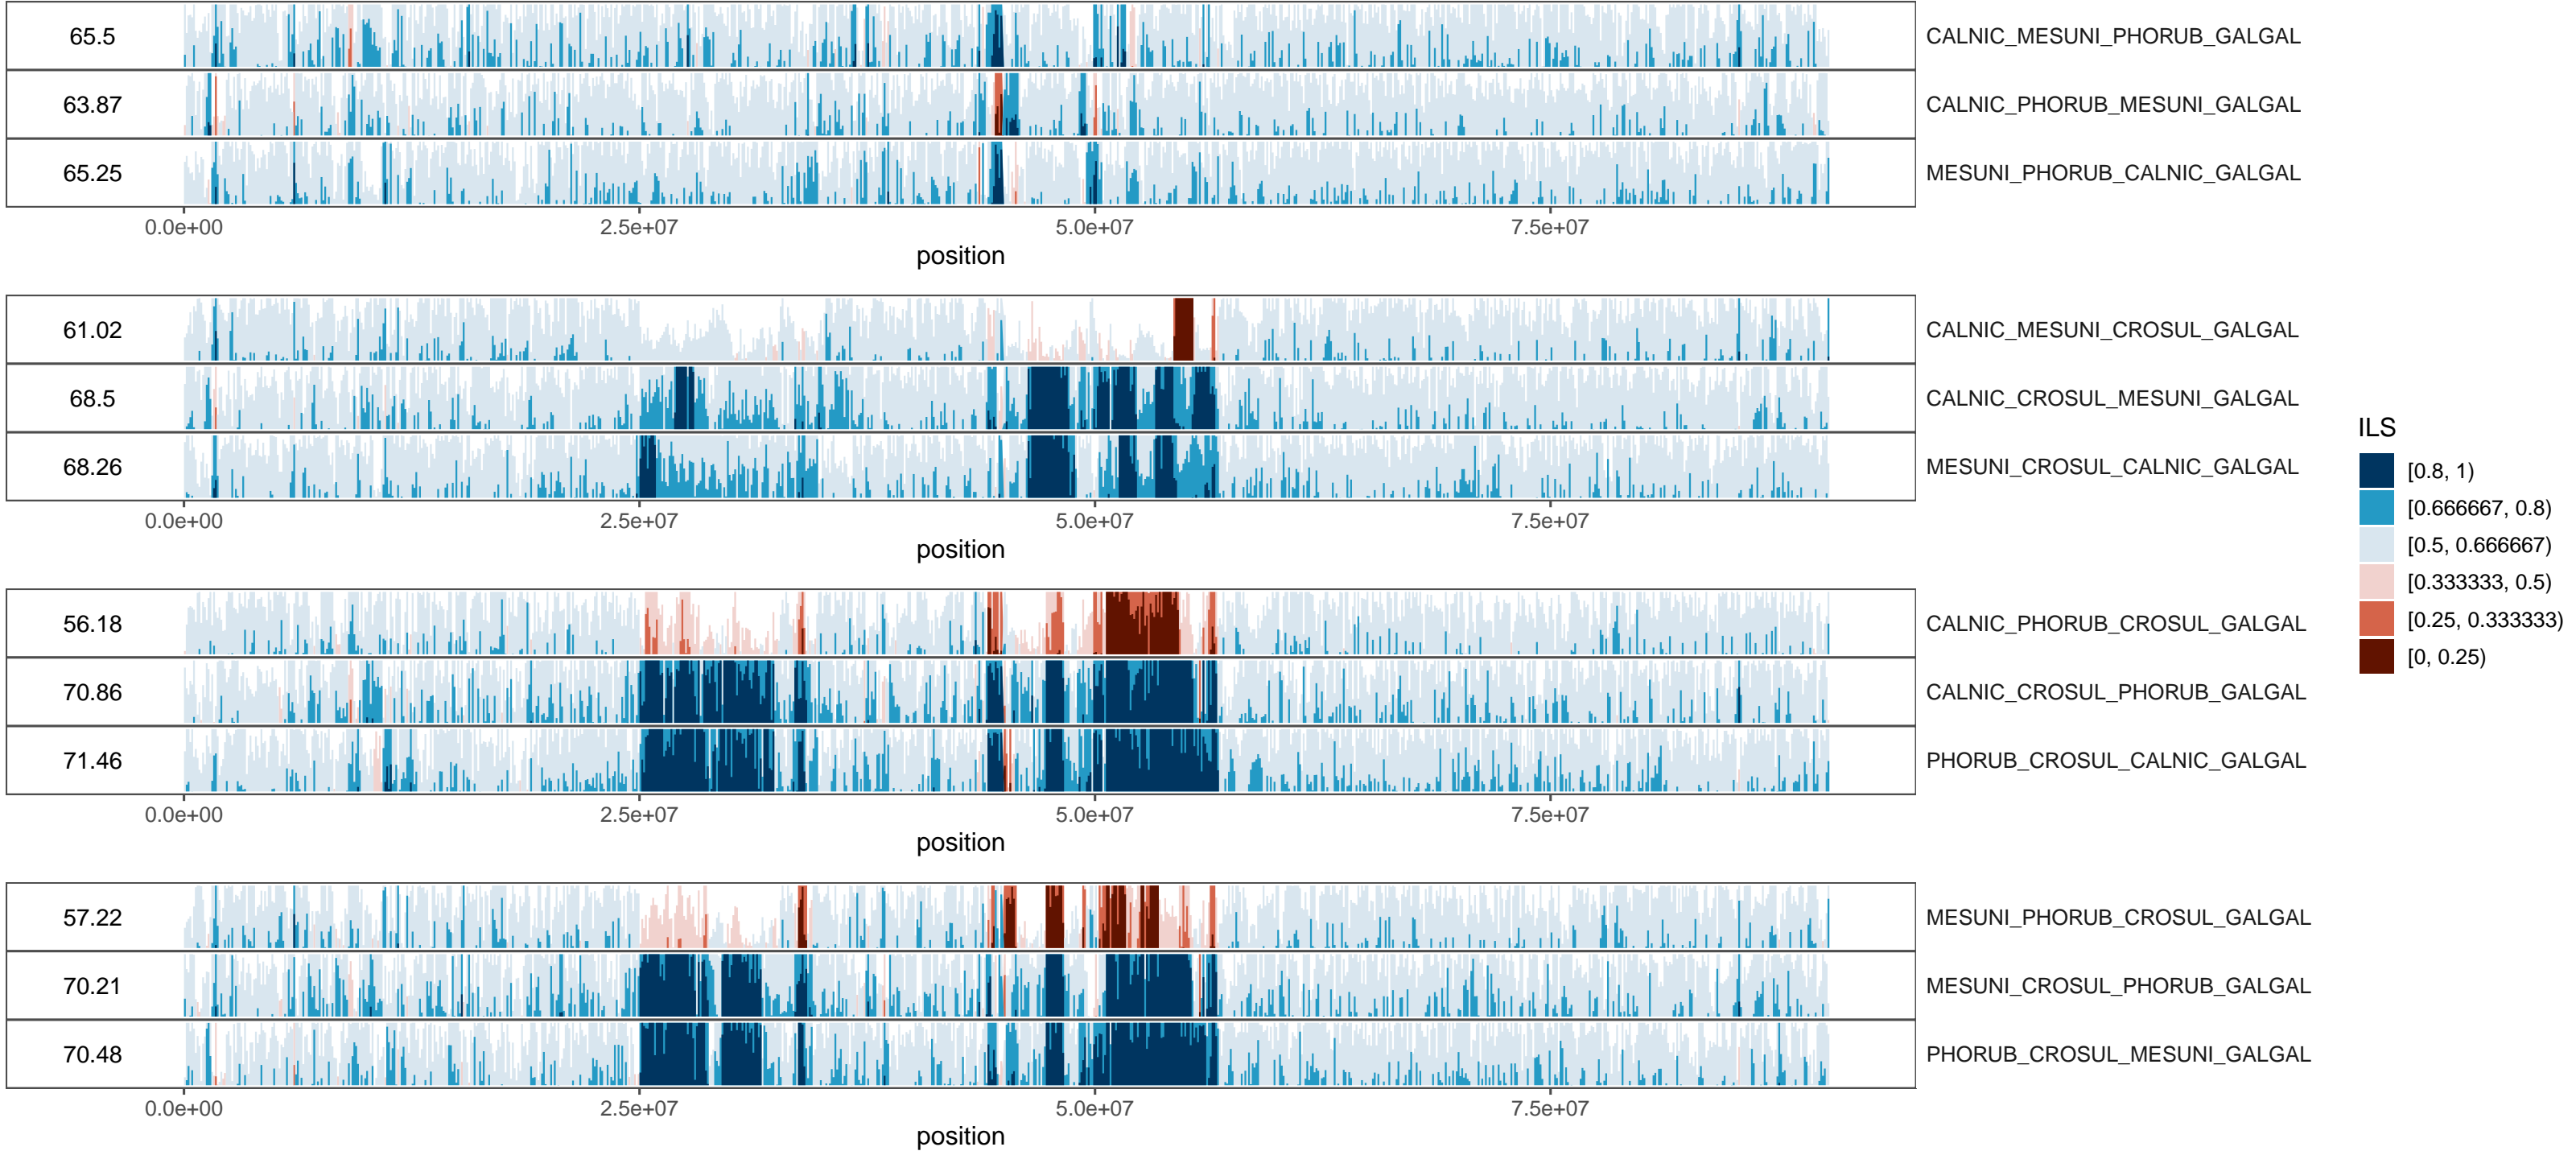 65.5 CALNIC_MESUNI_PHORUB_GALGAL
63.87 CALNIC_PHORUB_MESUNI_GALGAL
65.25 MESUNI_PHORUB_CALNIC_GALGAL
0.0e+00 2.5e+07 5.0e+07 7.5e+07
position
61.02 CALNIC_MESUNI_CROSUL_GALGAL
68.5 CALNIC_CROSUL_MESUNI_GALGAL
68.26 MESUNI_CROSUL_CALNIC_GALGAL
0.0e+00 2.5e+07 5.0e+07 7.5e+07
position
56.18 CALNIC_PHORUB_CROSUL_GALGAL
70.86 CALNIC_CROSUL_PHORUB_GALGAL
71.46 PHORUB_CROSUL_CALNIC_GALGAL
0.0e+00 2.5e+07 5.0e+07 7.5e+07
position
57.22 MESUNI_PHORUB_CROSUL_GALGAL
70.21 MESUNI_CROSUL_PHORUB_GALGAL
70.48 PHORUB_CROSUL_MESUNI_GALGAL
0.0e+00 2.5e+07 5.0e+07 7.5e+07
position
ILS
[0.8, 1)
[0.666667, 0.8)
[0.5, 0.666667)
[0.333333, 0.5)
[0.25, 0.333333)
[0, 0.25)